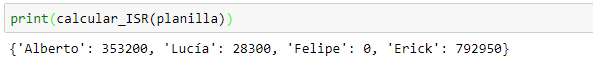 print(calcular_ISR(planilla))
{'Alberto': 353200, 'Lucía': 28300, 'Felipe': 0, 'Erick': 792950}